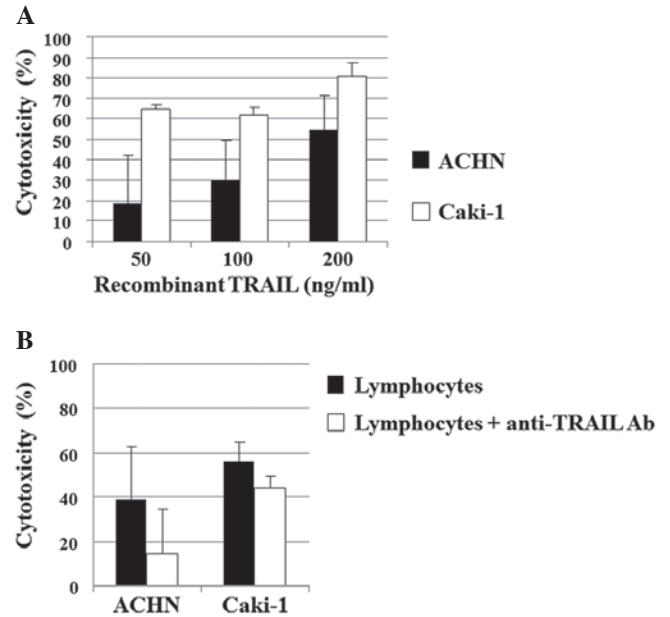 A
Cytotoxicity (%)
100
90
80
70
60
50
40
30
20
10
0
50 100 200
Recombinant TRAIL (ng/ml)
ACHN
Caki-1
B
Cytotoxicity (%)
100
80
60
40
20
0
ACHN Caki-1
Lymphocytes
Lymphocytes + anti-TRAIL Ab